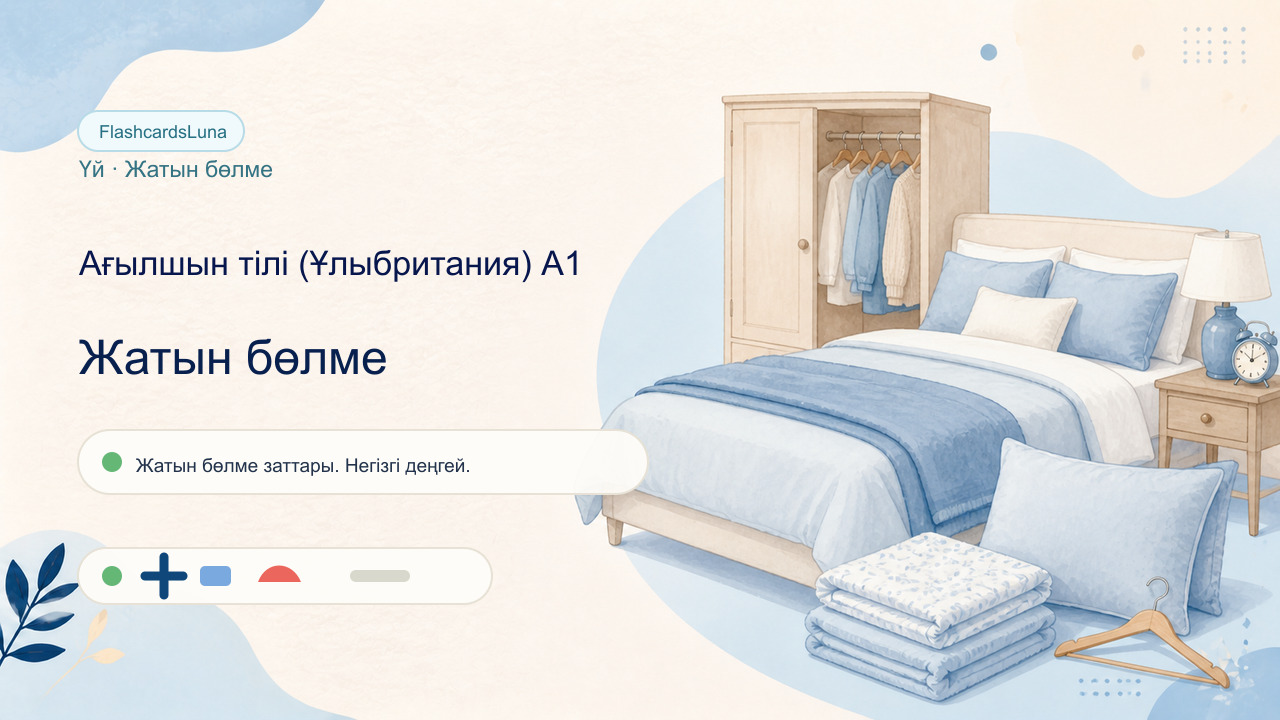 FlashcardsLuna
Үй · Жатын бөлме
Ағылшын тілі (Ұлыбритания) A1
Жатын бөлме
Жатын бөлме заттары. Негізгі деңгей.